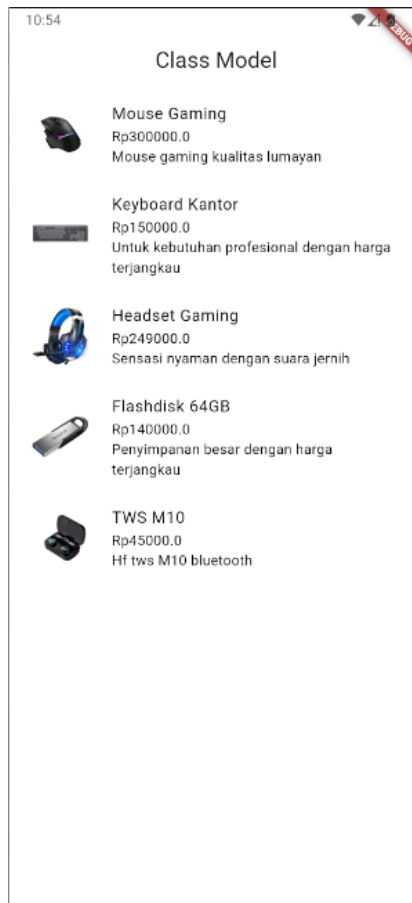 10:54
Class Model
Mouse Gaming
Rp300000.0
Mouse gaming kualitas lumayan
Keyboard Kantor
Rp150000.0
Untuk kebutuhan profesional dengan harga
terjangkau
Headset Gaming
Rp249000.0
Sensasi nyaman dengan suara jernih
Flashdisk 64GB
Rp140000.0
Penyimpanan besar dengan harga
terjangkau
TWS M10
Rp45000.0
Hf tws M10 bluetooth